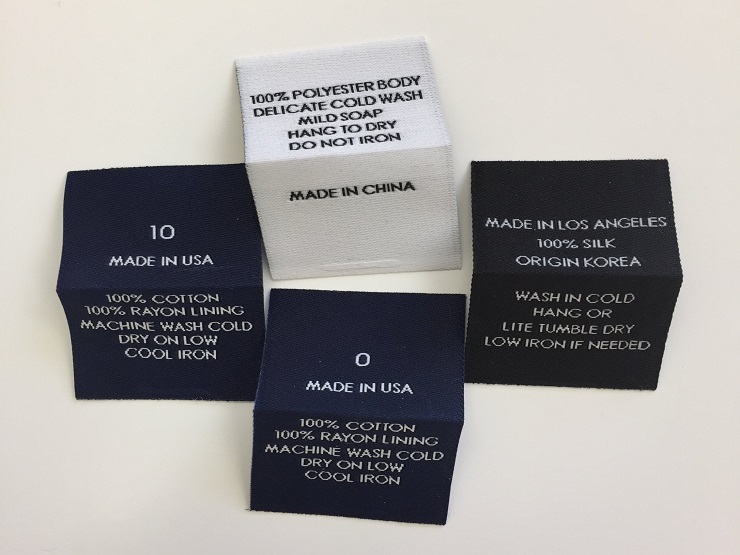 100% POLYESTER BODY
DELICATE COLD WASH
MILD SOAP
HANG TO DRY
DO NOT IRON
MADE IN CHINA
10
MADE IN USA
100% COTTON
100% RAYON LINING
MACHINE WASH COLD
DRY ON LOW
COOL IRON
MADE IN LOS ANGELES
100% SILK
ORIGIN KOREA
WASH IN COLD
HANG OR
LITE TUMBLE DRY
LOW IRON IF NEEDED
0
MADE IN USA
100% COTTON
100% RAYON LINING
MACHINE WASH COLD
DRY ON LOW
COOL IRON